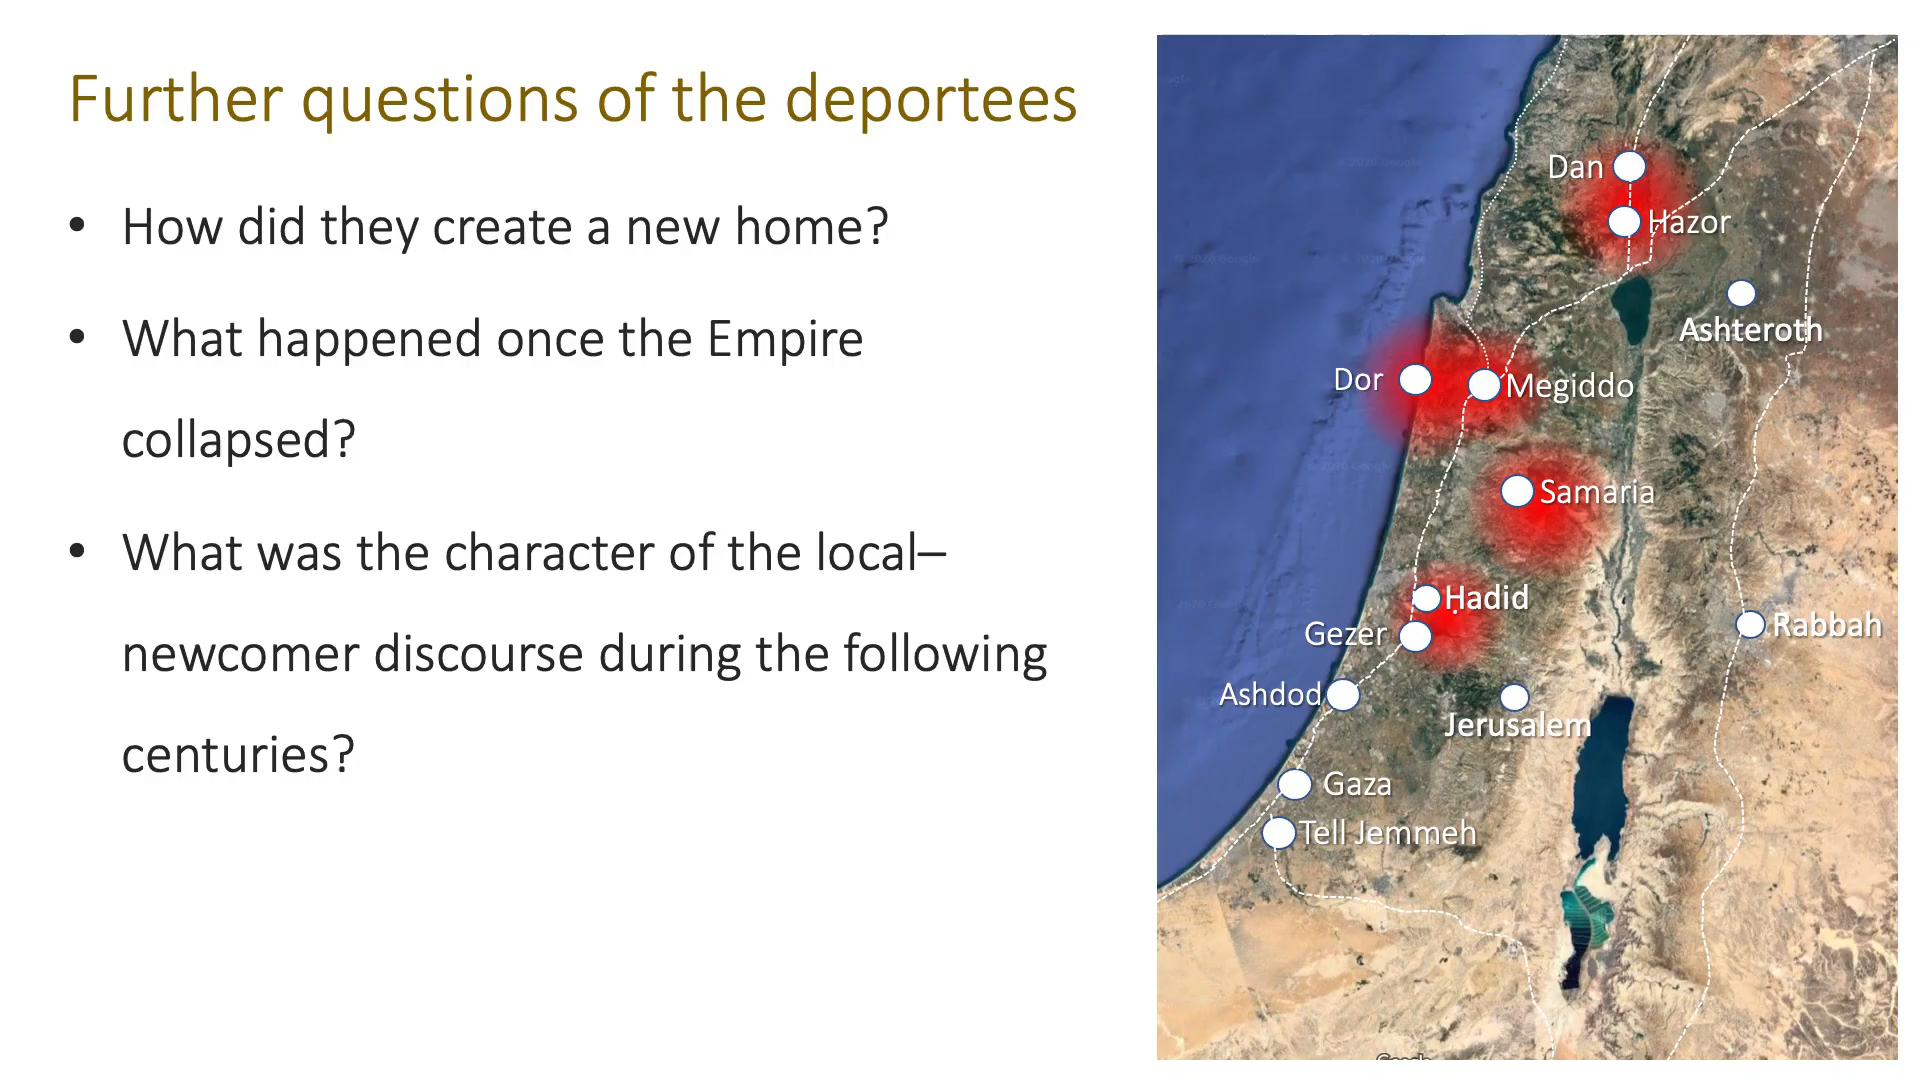 Further questions of the deportees
• How did they create a new home?
• What happened once the Empire
collapsed?
• What was the character of the local–
newcomer discourse during the following
centuries?
Dan
Hazor
Ashteroth
Dor
Megiddo
Samaria
Ḥadid
Gezer
Rabbah
Ashdod
Jerusalem
Gaza
Tell Jemmeh